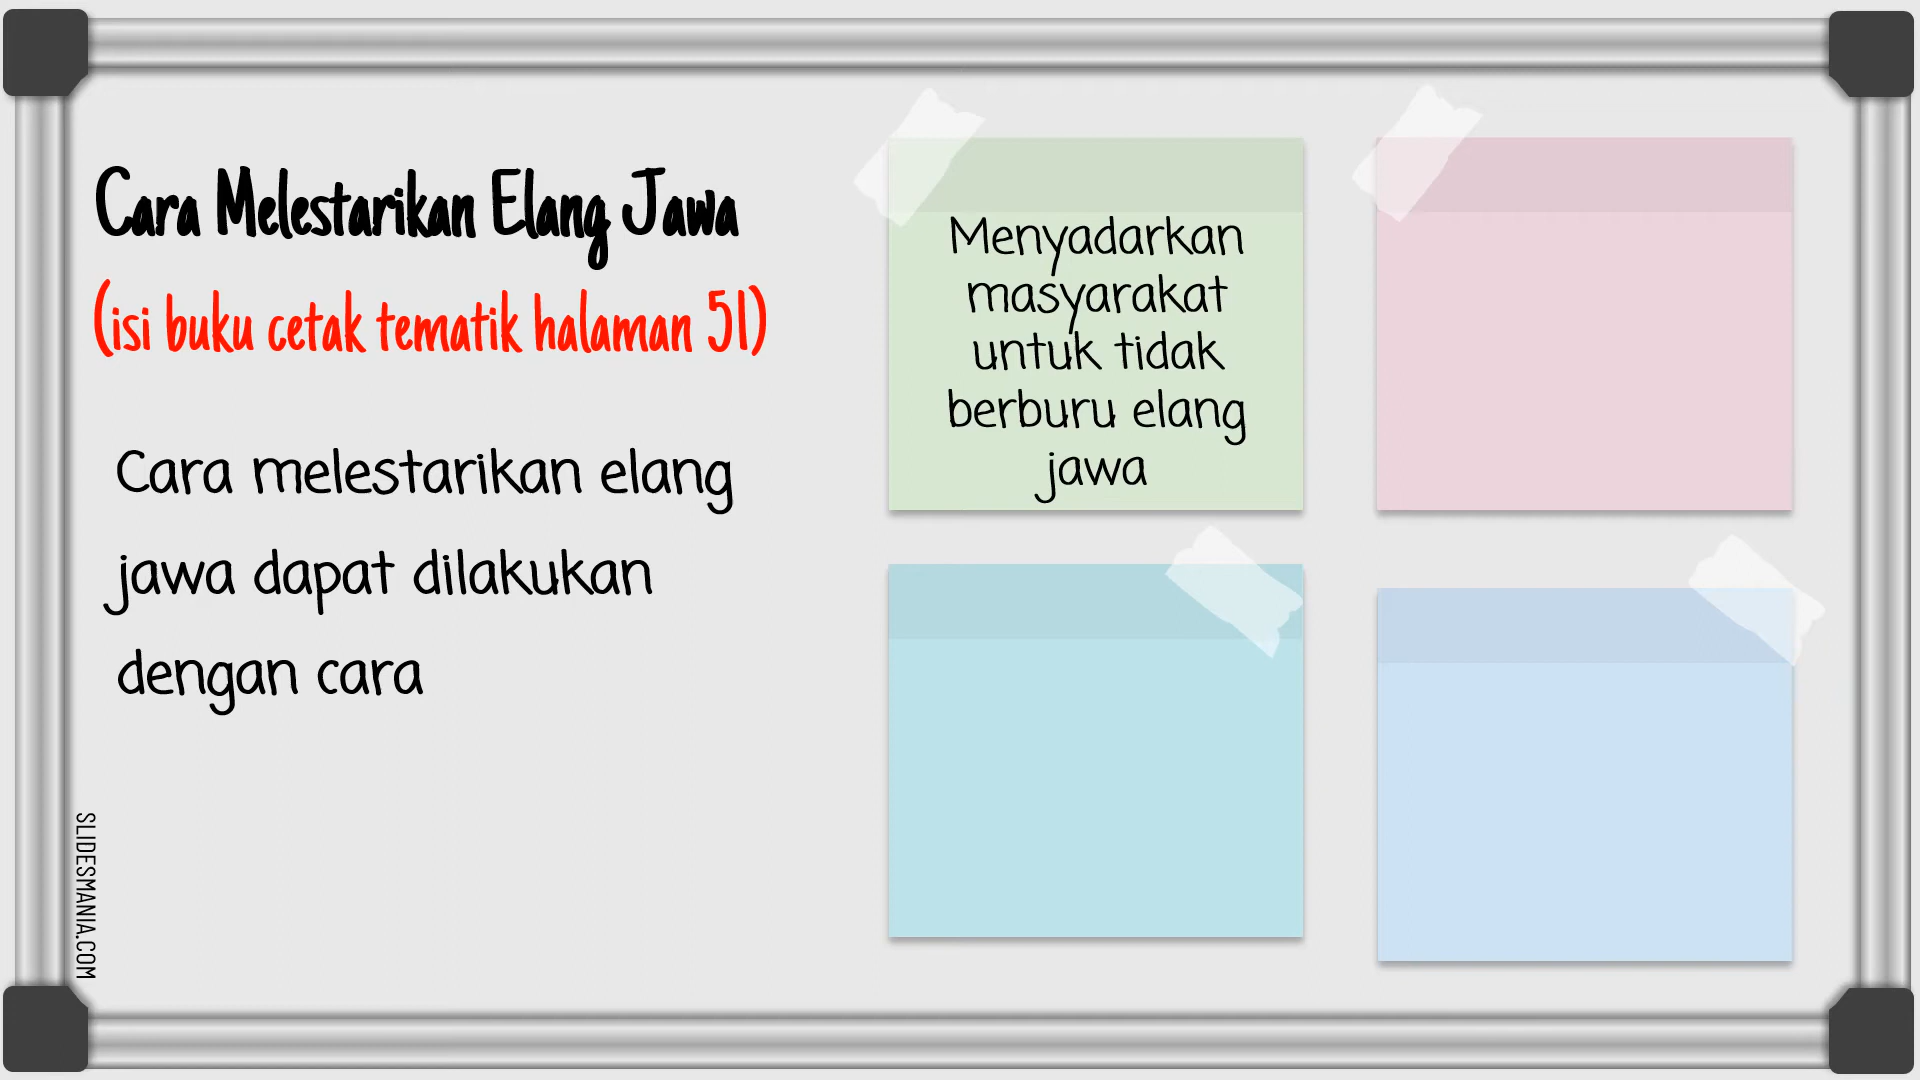 Cara Melestarikan Elang Jawa
(isi buku cetak tematik halaman 51)
Cara melestarikan elang
jawa dapat dilakukan
dengan cara
Menyadarkan
masyarakat
untuk tidak
berburu elang
jawa
SLIDESMANIA.COM